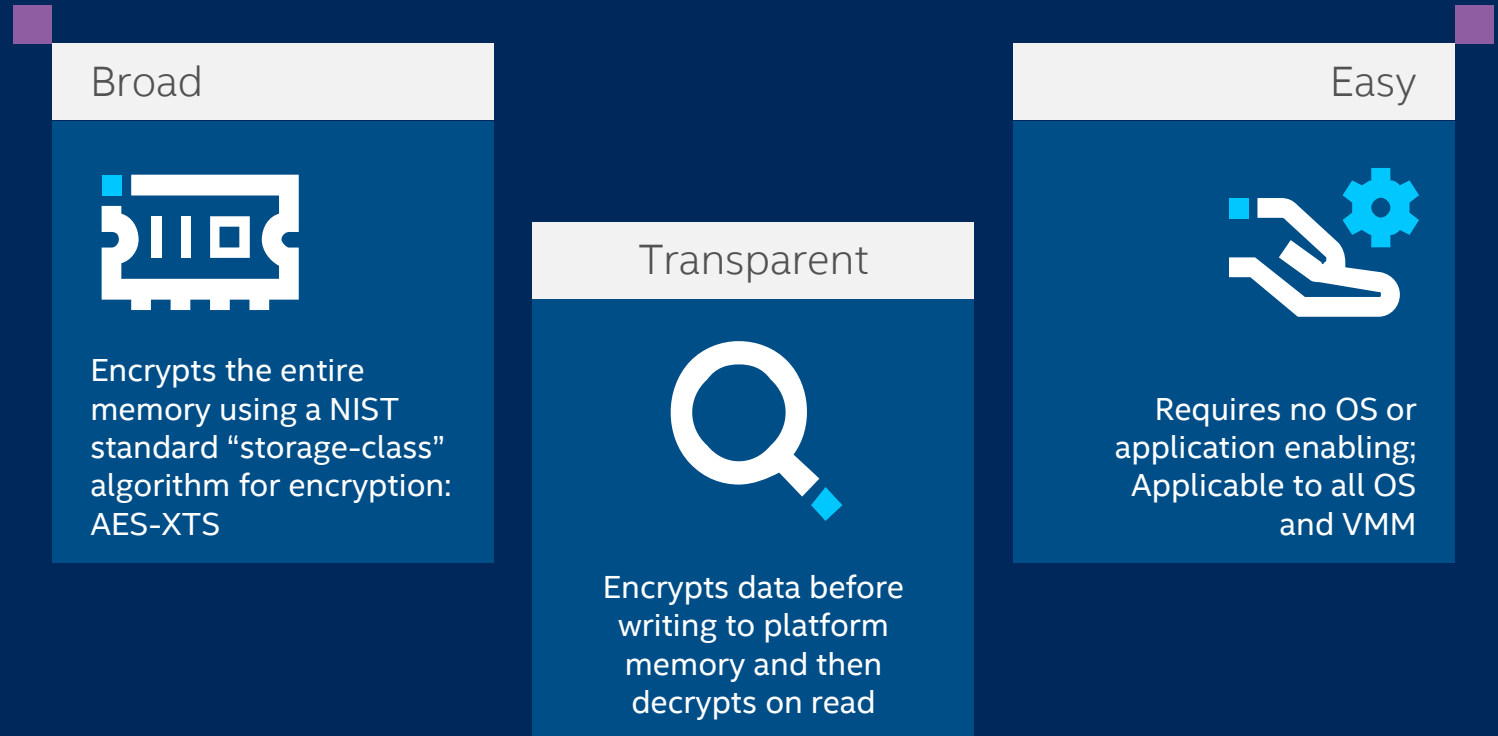 Broad
Encrypts the entire
memory using a NIST
standard “storage-class”
algorithm for encryption:
AES-XTS
Transparent
Encrypts data before
writing to platform
memory and then
decrypts on read
Easy
Requires no OS or
application enabling;
Applicable to all OS
and VMM